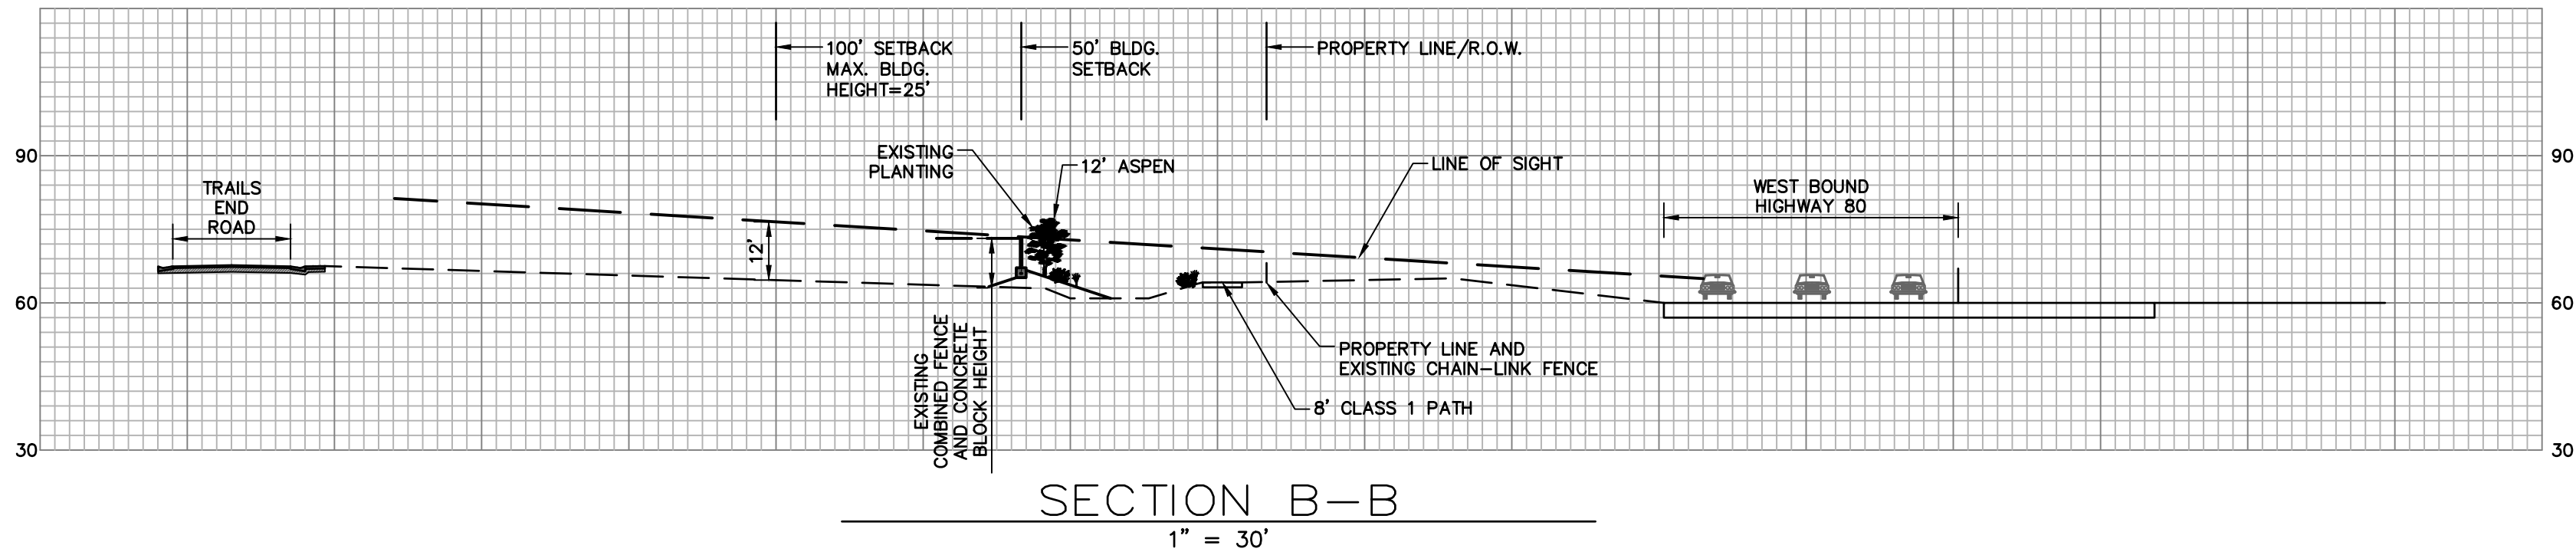 100' SETBACK
MAX. BLDG.
HEIGHT=25'
50' BLDG.
SETBACK
PROPERTY LINE/R.O.W.
90
EXISTING
PLANTING
12' ASPEN
LINE OF SIGHT
90
TRAILS
END
ROAD
WEST BOUND
HIGHWAY 80
12'
60
60
EXISTING
COMBINED FENCE
AND CONCRETE
BLOCK HEIGHT
PROPERTY LINE AND
EXISTING CHAIN-LINK FENCE
8' CLASS 1 PATH
30
30
SECTION B-B
1" = 30'